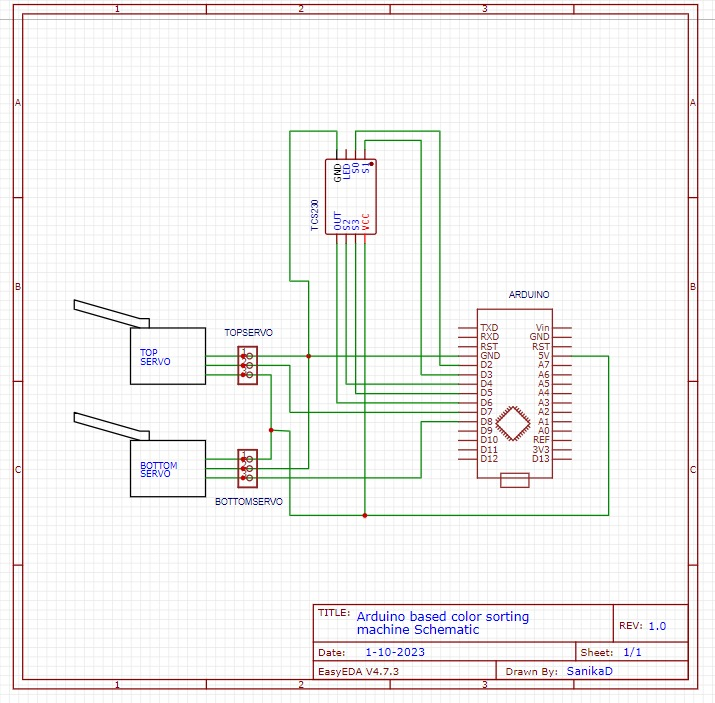 1 2 3
A A
GND LED S0 S1
TCS230
OUT S2 S3 VCC
B B
ARDUINO
TXD Vin
RXD GND
RST RST
GND 5V
D2 A7
D3 A6
D4 A5
D5 A4
D6 A3
D7 A2
D8 A1
D9 A0
D10 REF
D11 3V3
D12 D13
TOPSERVO
TOP
SERVO
C C
BOTTOM
SERVO
BOTTOMSERVO
TITLE: Arduino based color sorting
machine Schematic
REV: 1.0
Date: 1-10-2023
Sheet: 1/1
EasyEDA V4.7.3
Drawn By: SanikaD
1 2 3